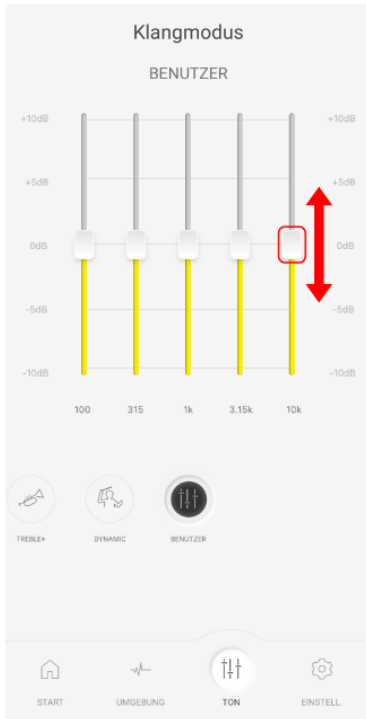 Klangmodus
BENUTZER
+10dB +10dB
+5dB +5dB
0dB 0dB
-5dB -5dB
-10dB -10dB
100 315 1k 3.15k 10k
TREBLE+ DYNAMIC BENUTZER
START UMGEBUNG TON EINSTELL.